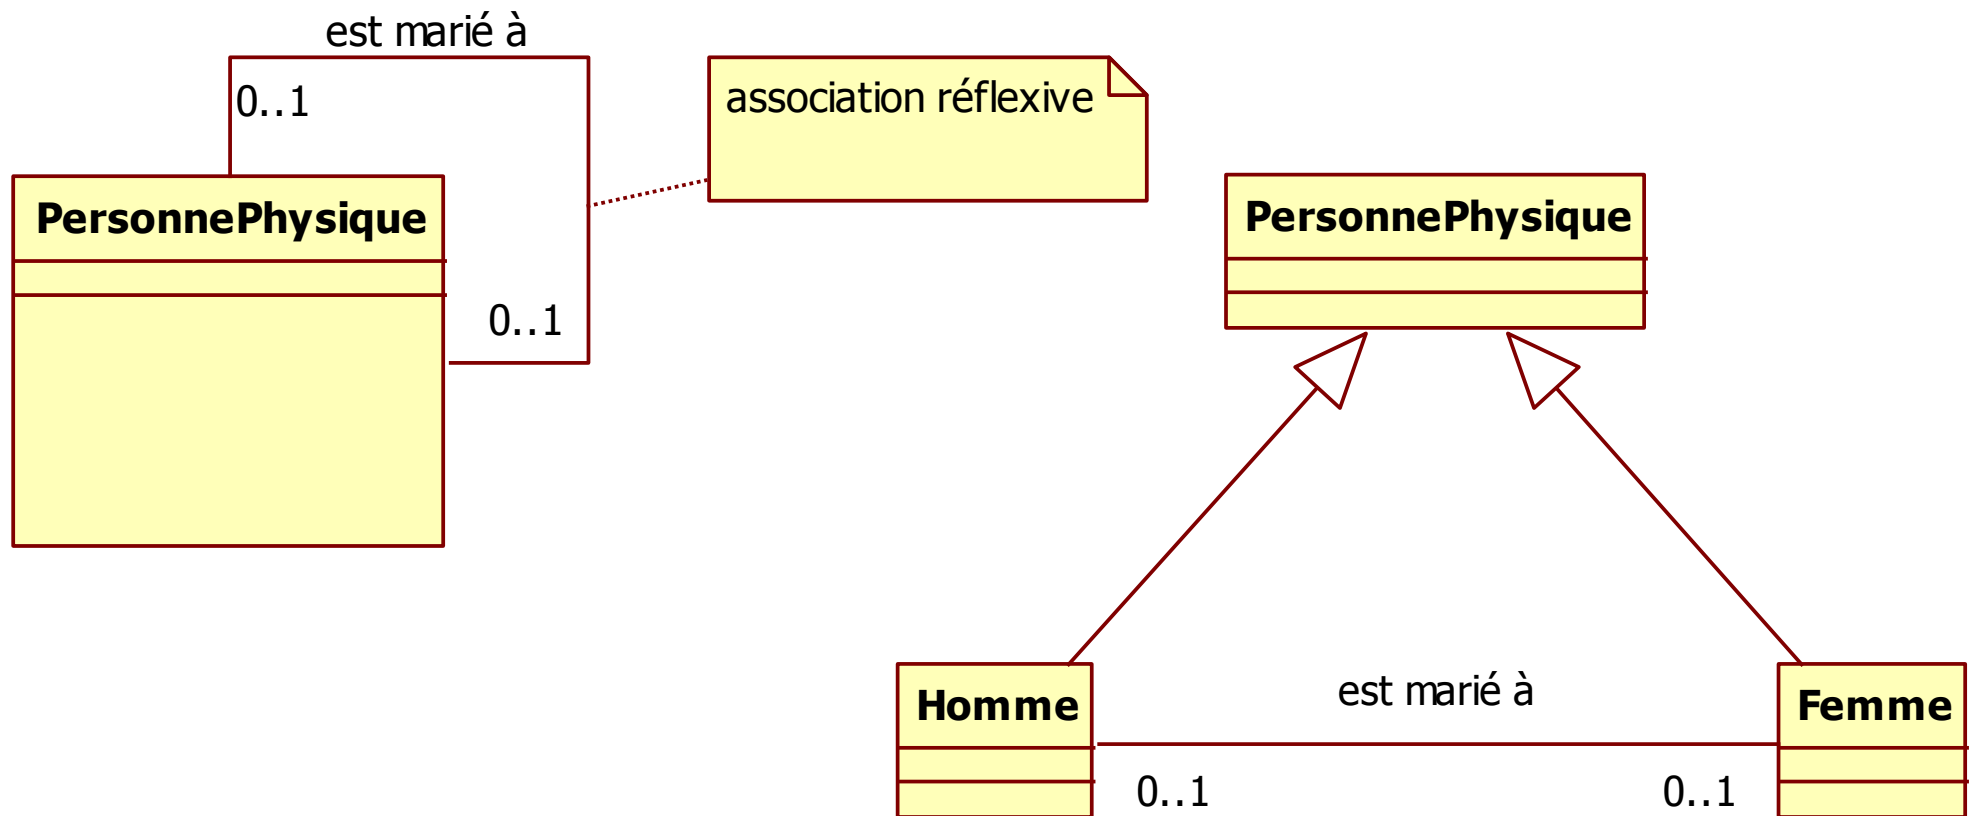 est marié à
0..1
association réflexive
PersonnePhysique
0..1
PersonnePhysique
Homme
est marié à
Femme
0..1
0..1